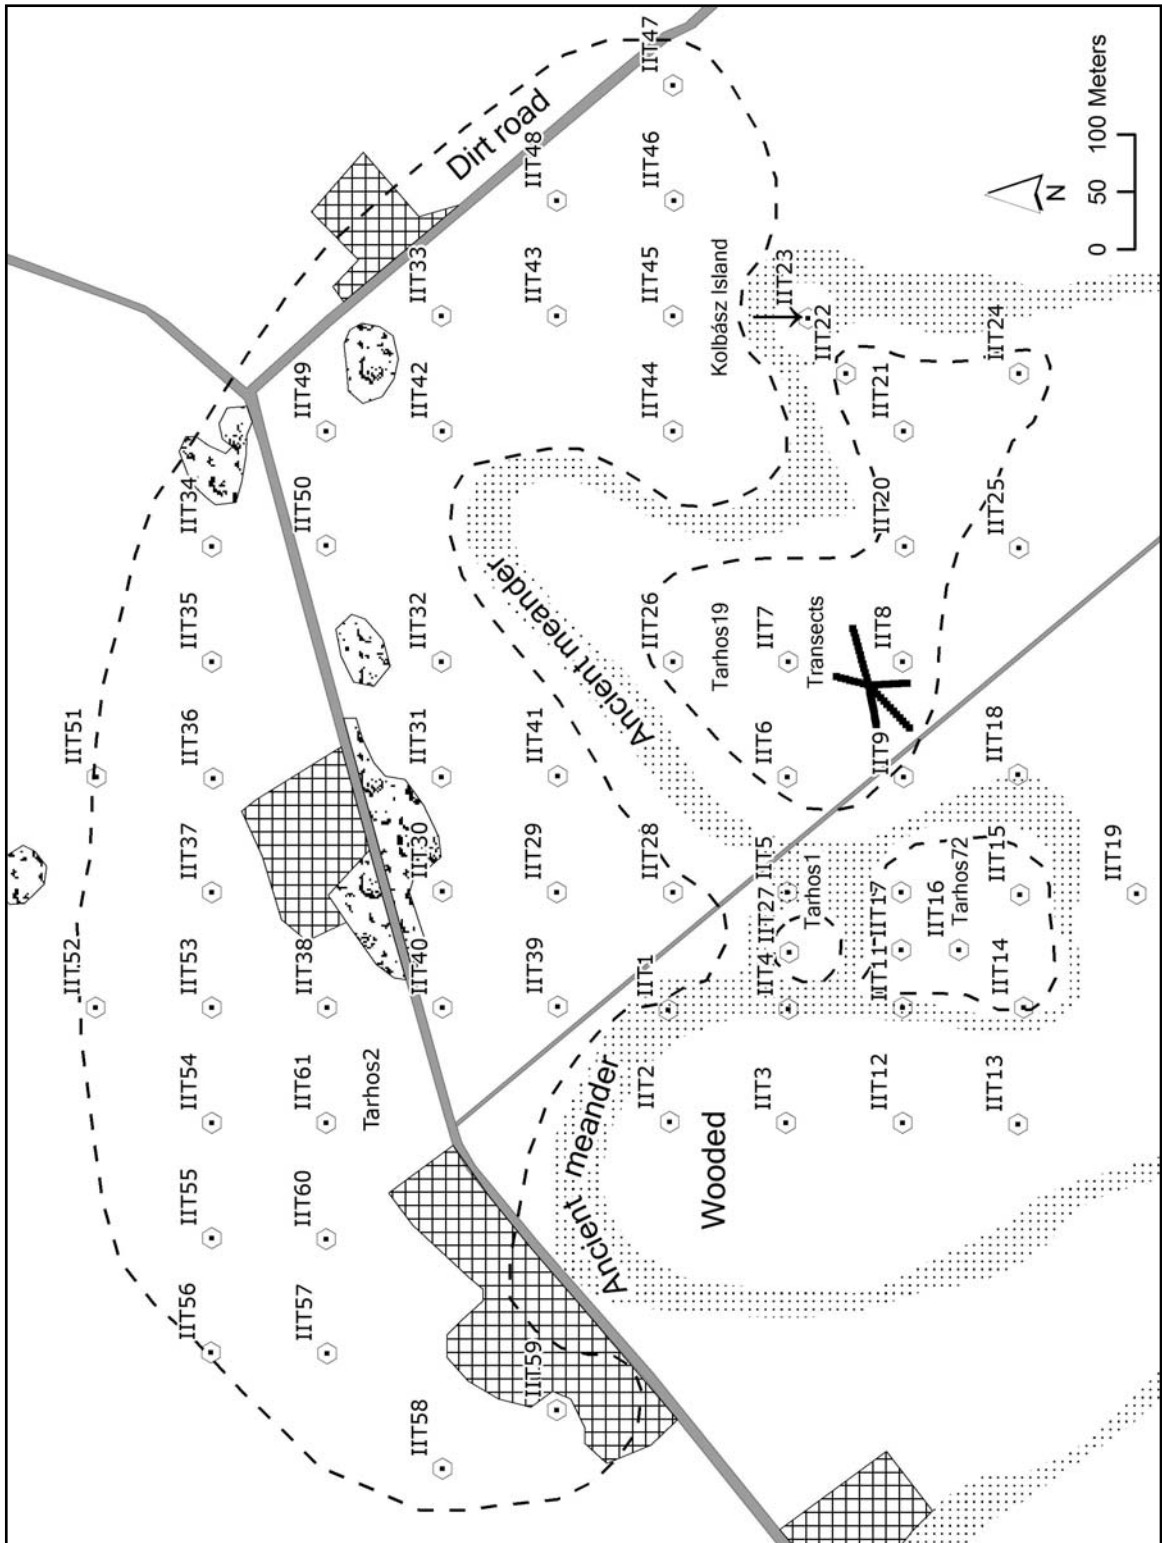 IIT47
Dirt road
IIT48
IIT46
100 Meters
50
0
N
IIT33
IIT43
IIT45
Kolbász Island
IIT23
IIT22
IIT24
IIT49
IIT42
IIT44
IIT21
IIT34
IIT50
IIT20
IIT25
Ancient meander
IIT35
IIT32
IIT26
Tarhos19
IIT7
Transects
IIT8
IIT51
IIT36
IIT31
IIT41
IIT6
IIT9
IIT18
IIT37
IIT30
IIT29
IIT28
IIT5
Tarhos1
IIT17
IIT15
IIT19
IIT52
IIT53
IIT38
IIT40
IIT39
IIT1
IIT27
IIT4
IIT11
IIT16
Tarhos72
IIT14
IIT54
IIT61
Tarhos2
IIT2
IIT3
IIT12
IIT13
Ancient meander
Wooded
IIT55
IIT60
IIT56
IIT57
IIT59
IIT58